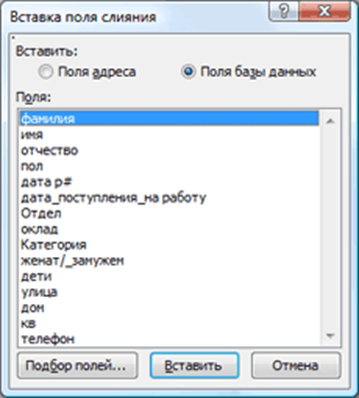 Вставка поля слияния
Вставить:
Поля адреса
Поля базы данных
Поля:
фамилия
имя
отчество
пол
дата р#
дата_поступления_на работу
Отдел
оклад
Категория
женат/_замужем
дети
улица
дом
кв
телефон
Подбор полей... Вставить Отмена